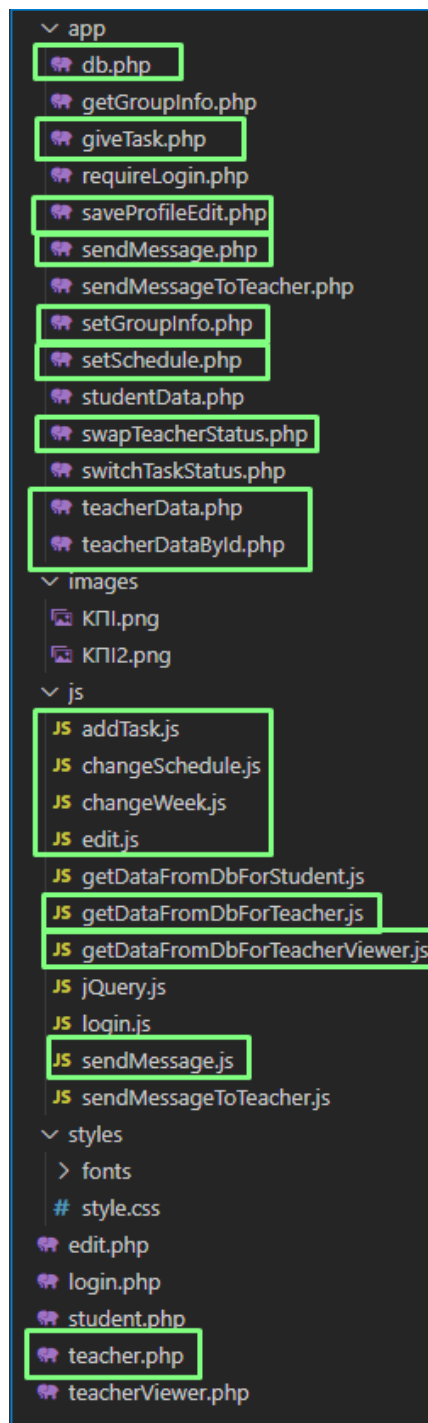 app
db.php
getGroupInfo.php
giveTask.php
requireLogin.php
saveProfileEdit.php
sendMessage.php
sendMessageToTeacher.php
setGroupInfo.php
setSchedule.php
studentData.php
swapTeacherStatus.php
switchTaskStatus.php
teacherData.php
teacherDataById.php
images
КПІ.png
КПІ2.png
js
JS addTask.js
JS changeSchedule.js
JS changeWeek.js
JS edit.js
JS getDataFromDbForStudent.js
JS getDataFromDbForTeacher.js
JS getDataFromDbForTeacherViewer.js
JS jQuery.js
JS login.js
JS sendMessage.js
JS sendMessageToTeacher.js
styles
fonts
# style.css
edit.php
login.php
student.php
teacher.php
teacherViewer.php